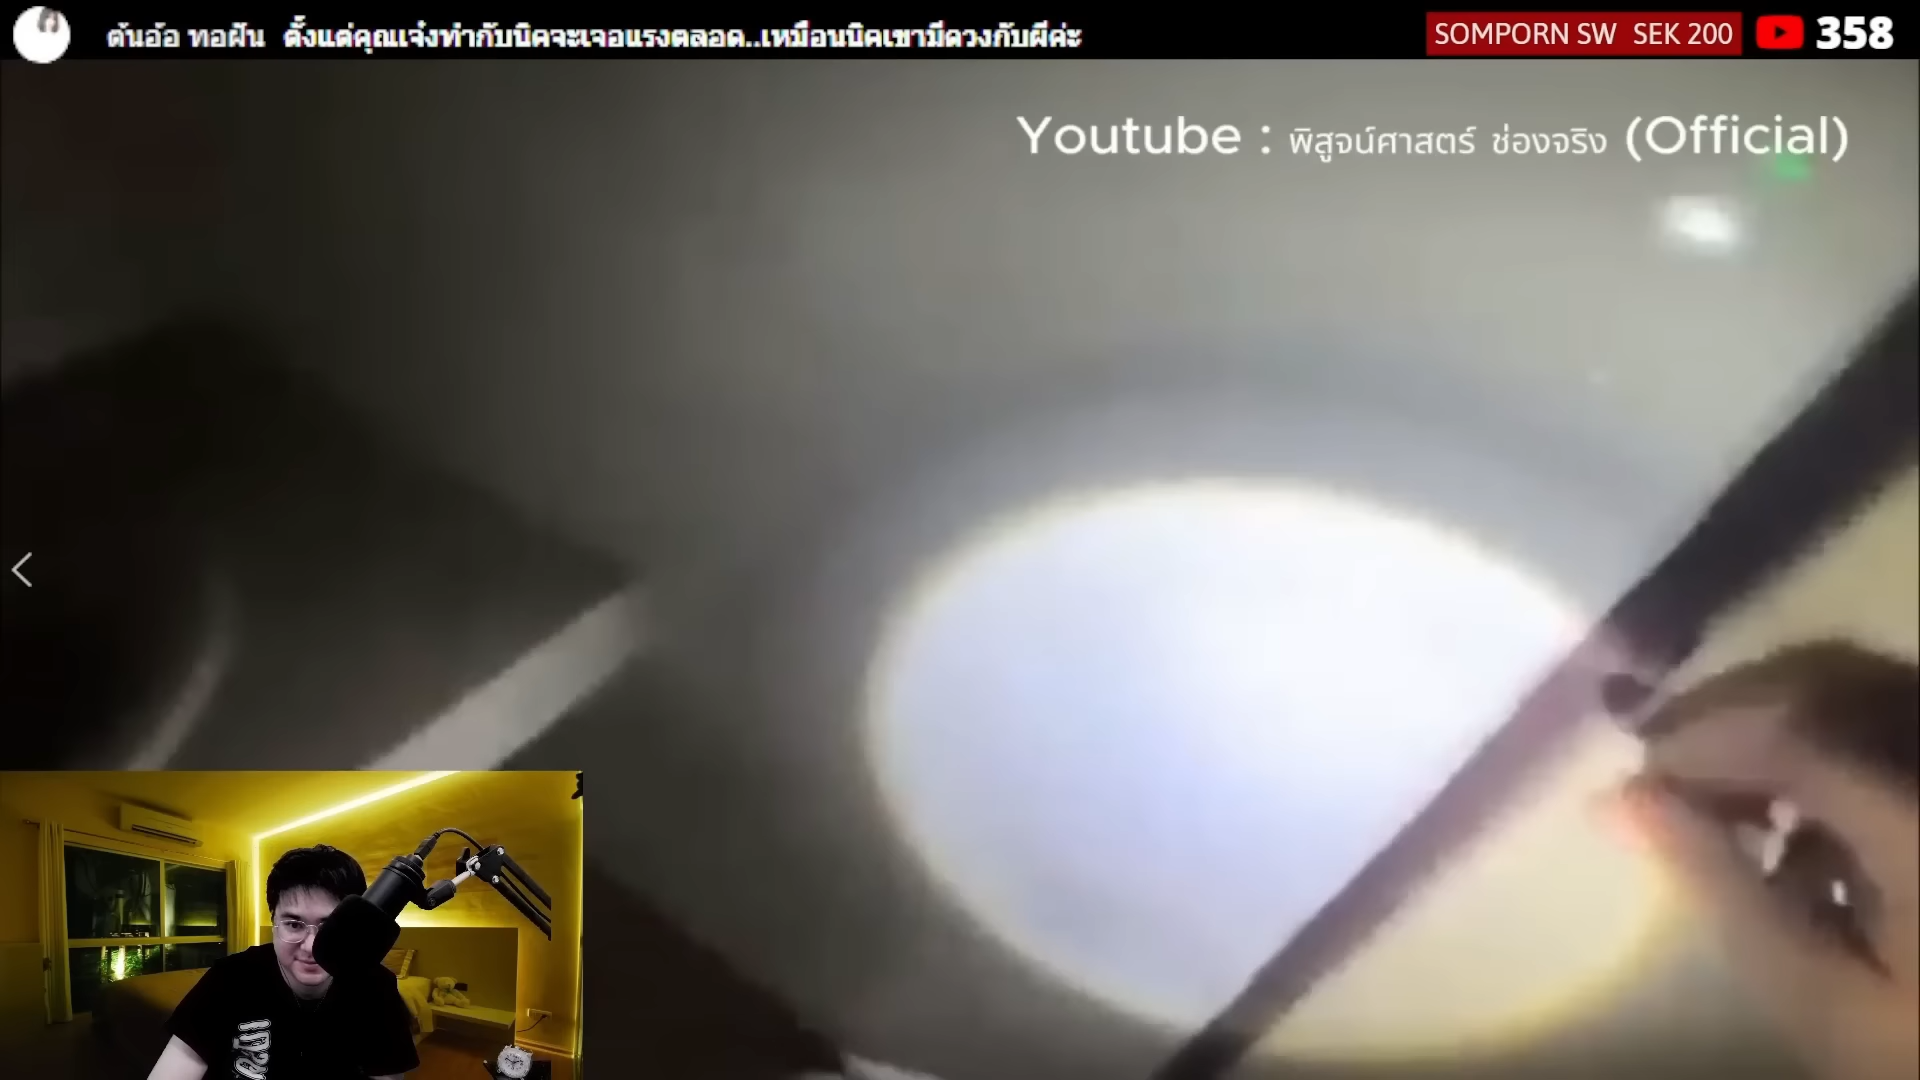 ต้นอ้อ ทอฝัน ตั้งแต่คุณเจ๋งทำกับนิคจะเจอแรงตลอด..เหมือนนิคเขามีดวงกับผีค่ะ
SOMPORN SW SEK 200
358
Youtube : พิสูจน์ศาสตร์ ช่องจริง (Official)